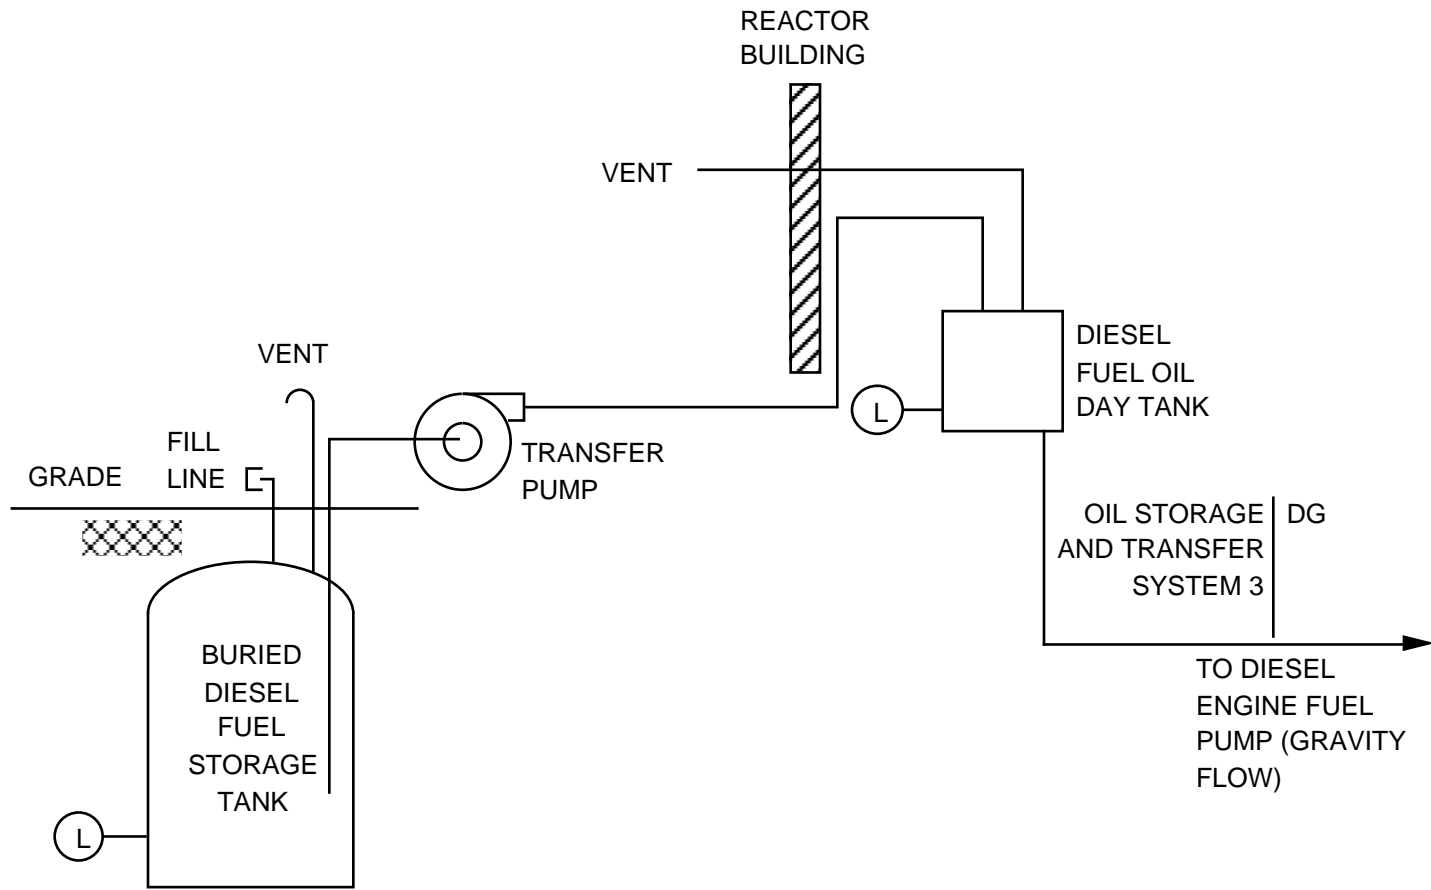 REACTOR
BUILDING
VENT
VENT
DIESEL
FUEL OIL
DAY TANK
L
FILL
LINE
GRADE
TRANSFER
PUMP
OIL STORAGE
AND TRANSFER
SYSTEM 3
DG
BURIED
DIESEL
FUEL
STORAGE
TANK
TO DIESEL
ENGINE FUEL
PUMP (GRAVITY
FLOW)
L